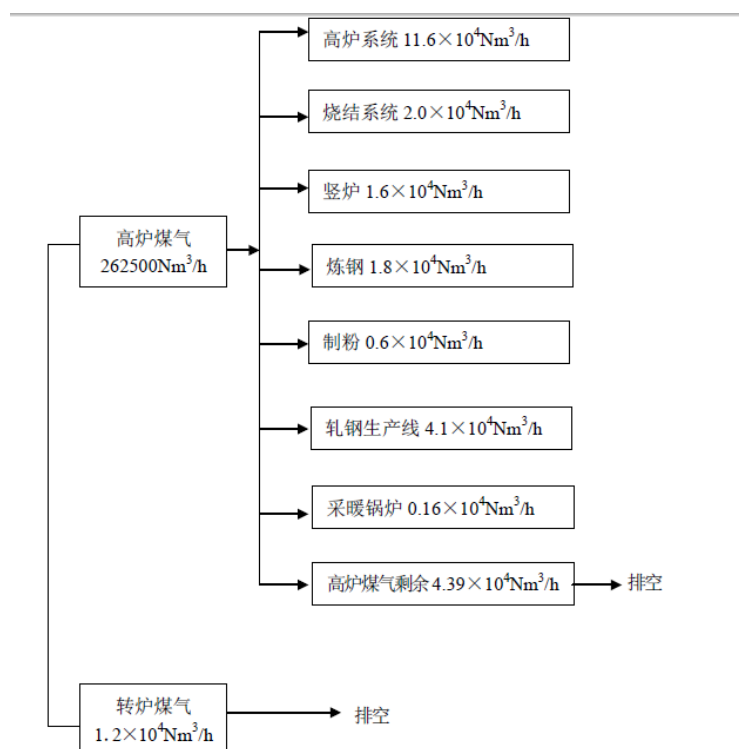 高炉系统 11.6×10⁴Nm³/h
烧结系统 2.0×10⁴Nm³/h
竖炉 1.6×10⁴Nm³/h
高炉煤气
262500Nm³/h
炼钢 1.8×10⁴Nm³/h
制粉 0.6×10⁴Nm³/h
轧钢生产线 4.1×10⁴Nm³/h
采暖锅炉 0.16×10⁴Nm³/h
高炉煤气剩余 4.39×10⁴Nm³/h
排空
转炉煤气
1.2×10⁴Nm³/h
排空